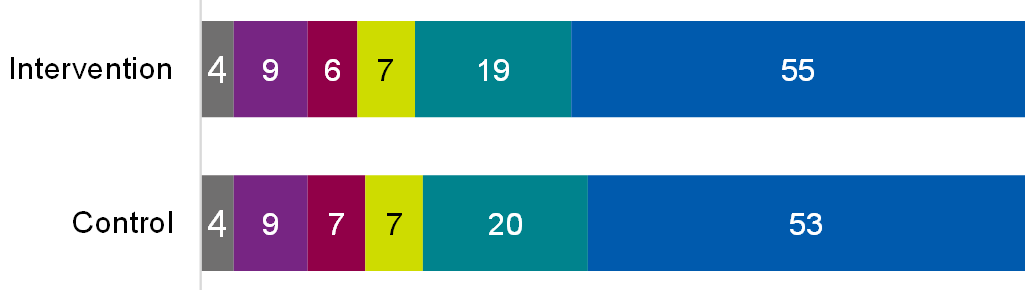 Intervention 4 9 6 7 19 55
Control 4 9 7 7 20 53